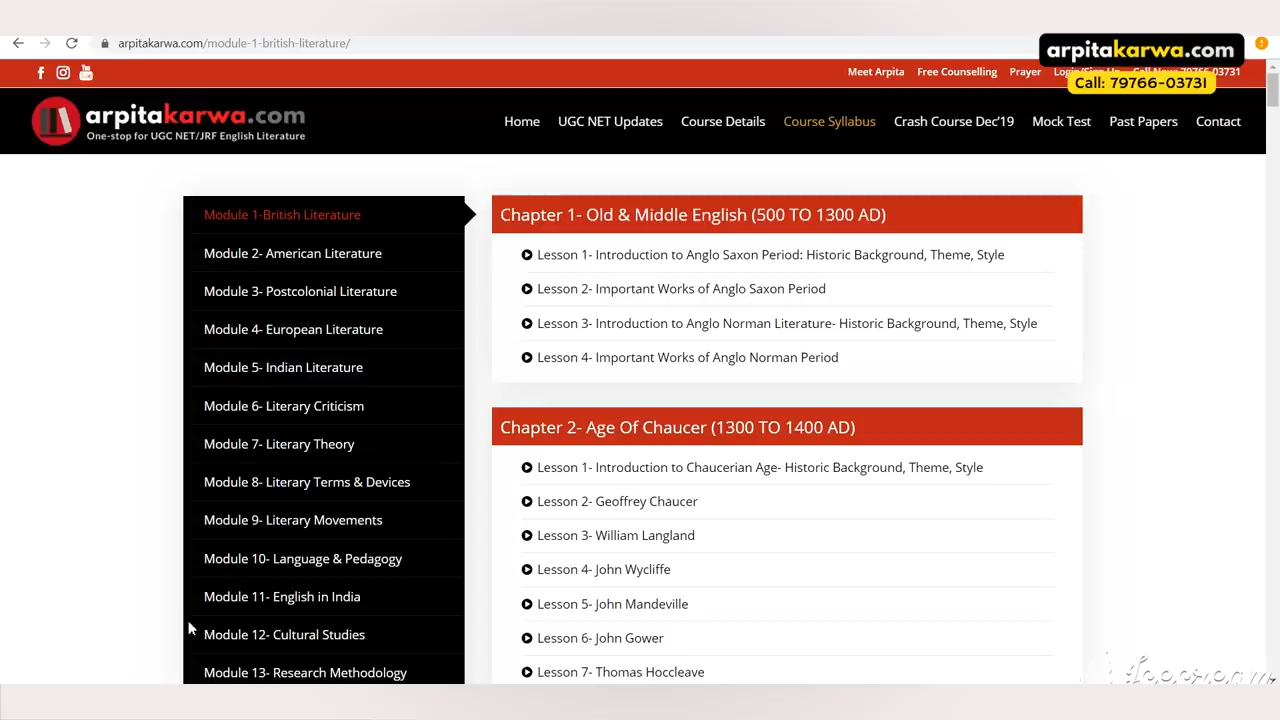 arpitakarwa.com/module-1-british-literature/
arpitakarwa.com
Call: 79766-03731
Meet Arpita
Free Counselling
Prayer
arpitakarwa.com
One-stop for UGC NET/JRF English Literature
Home
UGC NET Updates
Course Details
Course Syllabus
Crash Course Dec'19
Mock Test
Past Papers
Contact
Module 1-British Literature
Module 2- American Literature
Module 3- Postcolonial Literature
Module 4- European Literature
Module 5- Indian Literature
Module 6- Literary Criticism
Module 7- Literary Theory
Module 8- Literary Terms & Devices
Module 9- Literary Movements
Module 10- Language & Pedagogy
Module 11- English in India
Module 12- Cultural Studies
Module 13- Research Methodology
Chapter 1- Old & Middle English (500 TO 1300 AD)
Lesson 1- Introduction to Anglo Saxon Period: Historic Background, Theme, Style
Lesson 2- Important Works of Anglo Saxon Period
Lesson 3- Introduction to Anglo Norman Literature- Historic Background, Theme, Style
Lesson 4- Important Works of Anglo Norman Period
Chapter 2- Age Of Chaucer (1300 TO 1400 AD)
Lesson 1- Introduction to Chaucerian Age- Historic Background, Theme, Style
Lesson 2- Geoffrey Chaucer
Lesson 3- William Langland
Lesson 4- John Wycliffe
Lesson 5- John Mandeville
Lesson 6- John Gower
Lesson 7- Thomas Hoccleave